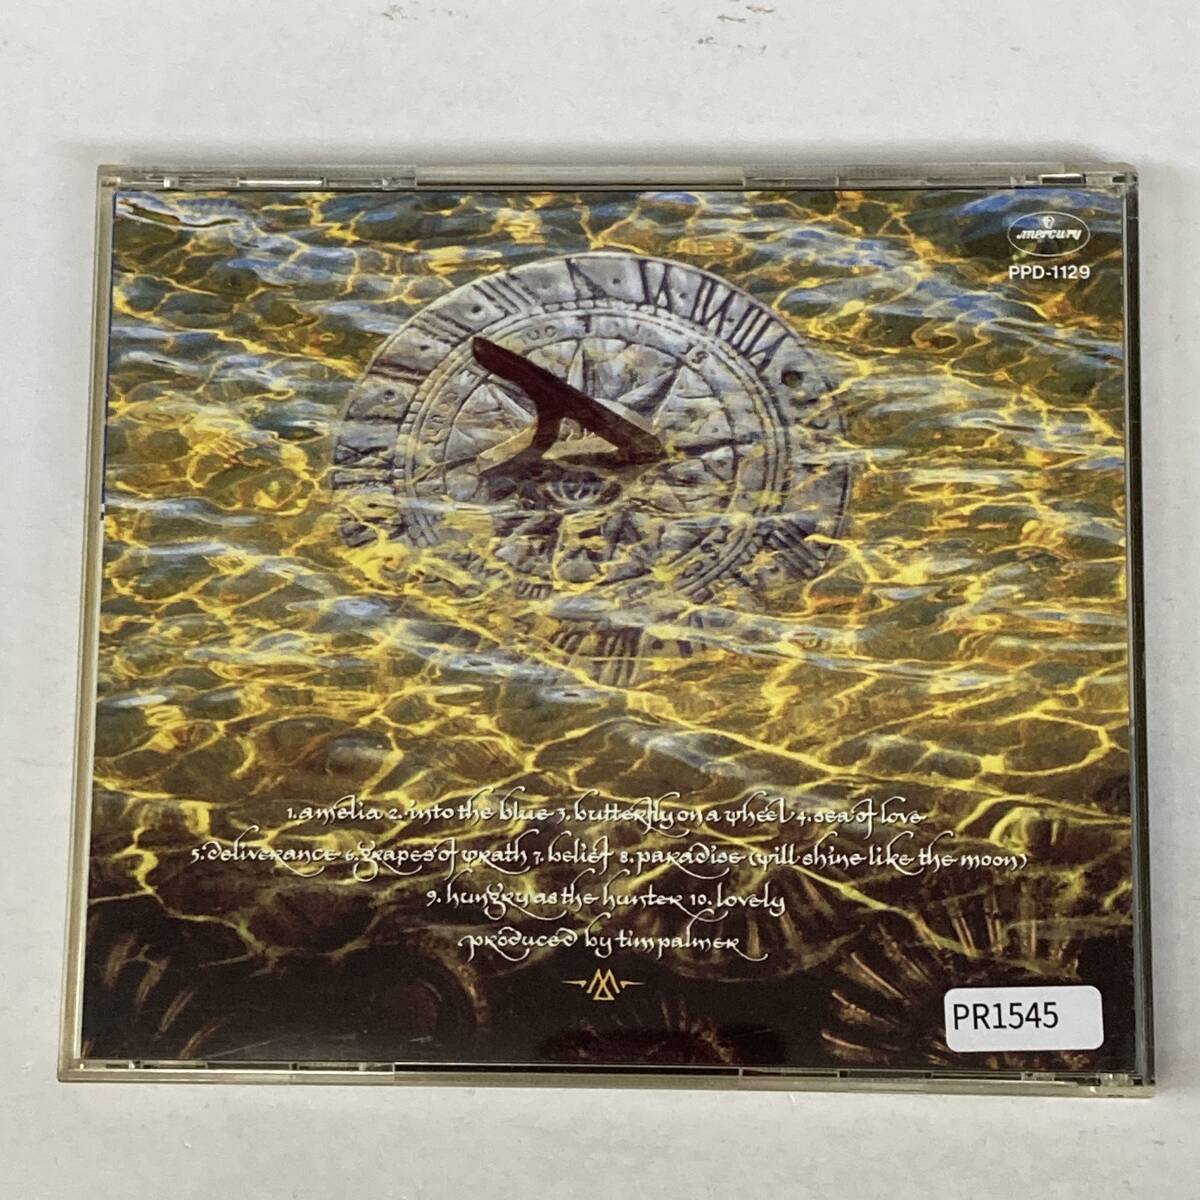 mercury
PPD-1129
1. amelia 2. into the blue 3. butterfly on a wheel 4. sea of love
5. deliverance 6. grapes of wrath 7. belief 8. paradise (will shine like the moon)
9. hungry as the hunter 10. lovely
produced by tim palmer
PR1545